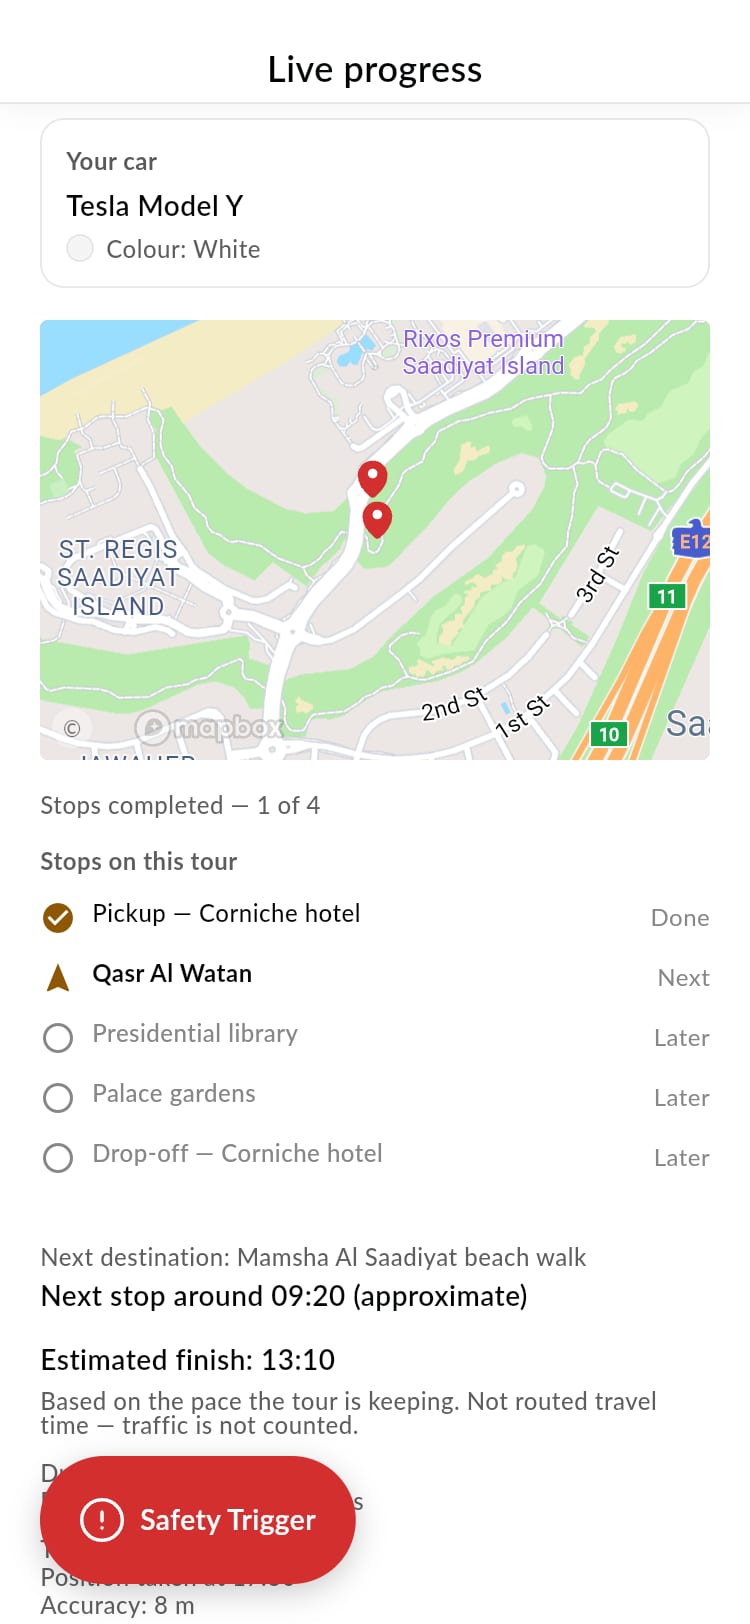 Live progress
Your car
Tesla Model Y
Colour: White
Rixos Premium
Saadiyat Island
ST. REGIS
SAADIYAT
ISLAND
E12
3rd St
11
2nd St
1st St
10
©
mapbox
Stops completed — 1 of 4
Stops on this tour
Pickup — Corniche hotel
Done
Qasr Al Watan
Next
Presidential library
Later
Palace gardens
Later
Drop-off — Corniche hotel
Later
Next destination: Mamsha Al Saadiyat beach walk
Next stop around 09:20 (approximate)
Estimated finish: 13:10
Based on the pace the tour is keeping. Not routed travel
time — traffic is not counted.
Safety Trigger
Accuracy: 8 m